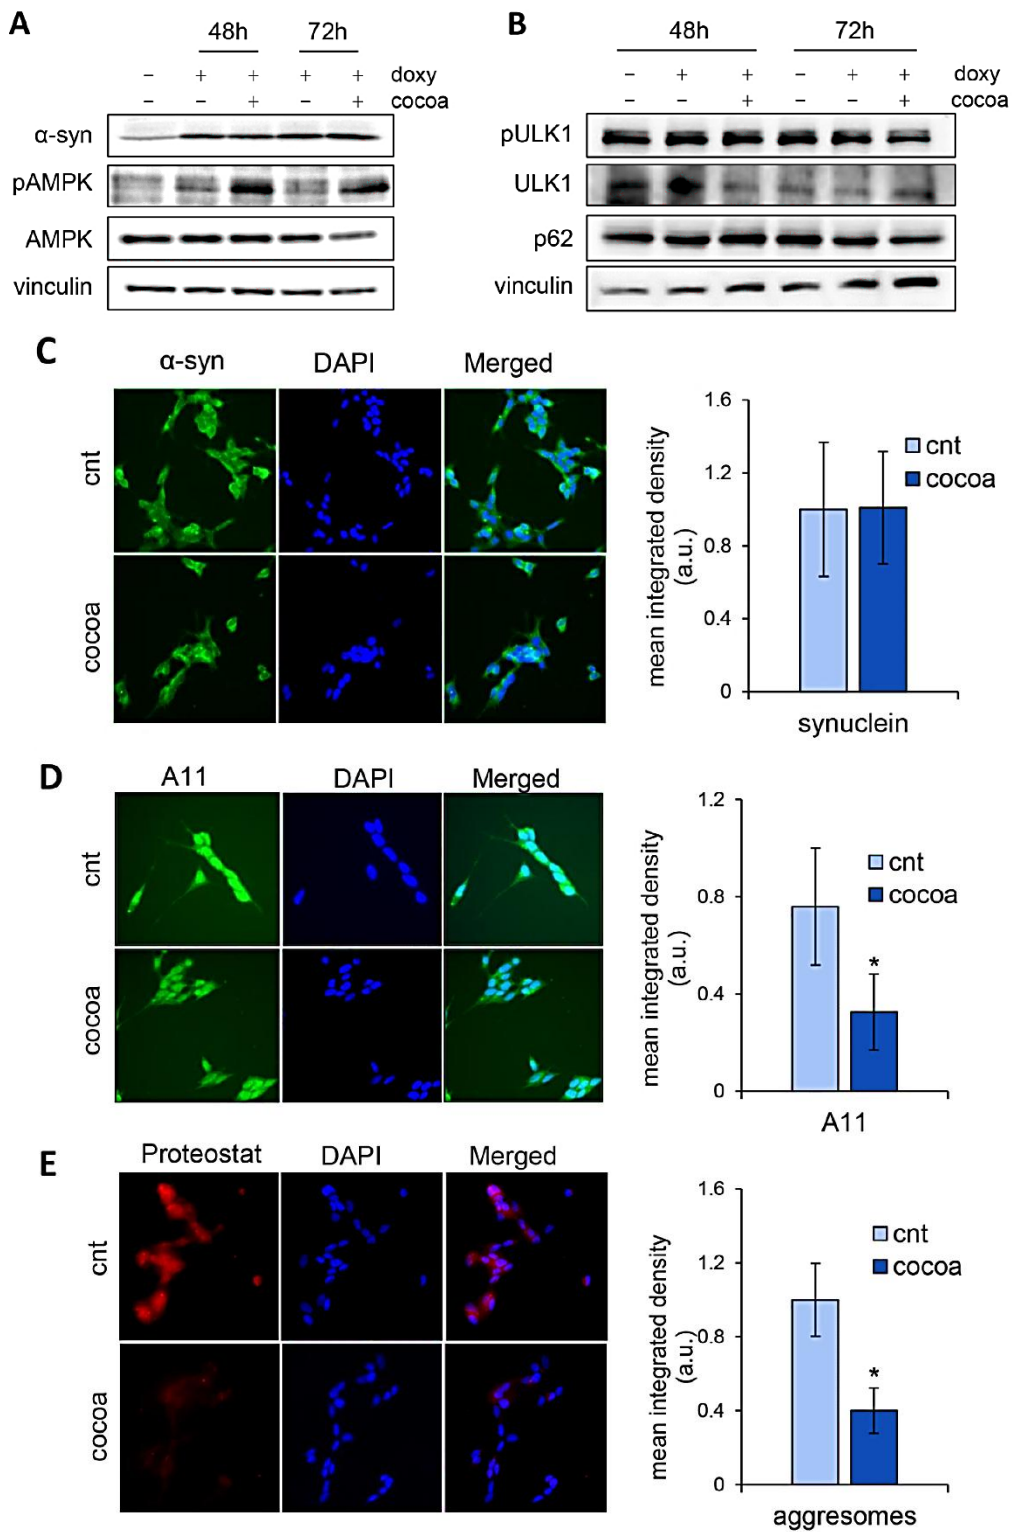 A
48h 72h
– + + + + doxy
– – + – + cocoa
α-syn
pAMPK
AMPK
vinculin
B
48h 72h
– + + – + + doxy
– – + – – + cocoa
pULK1
ULK1
p62
vinculin
C
α-syn DAPI Merged
cnt
cocoa
mean integrated density
(a.u.)
1.6
1.2
0.8
0.4
0
cnt
cocoa
synuclein
D
A11 DAPI Merged
cnt
cocoa
mean integrated density
(a.u.)
1.2
0.8
0.4
0
cnt
cocoa
*
A11
E
Proteostat DAPI Merged
cnt
cocoa
mean integrated density
(a.u.)
1.6
1.2
0.8
0.4
0
cnt
cocoa
*
aggresomes